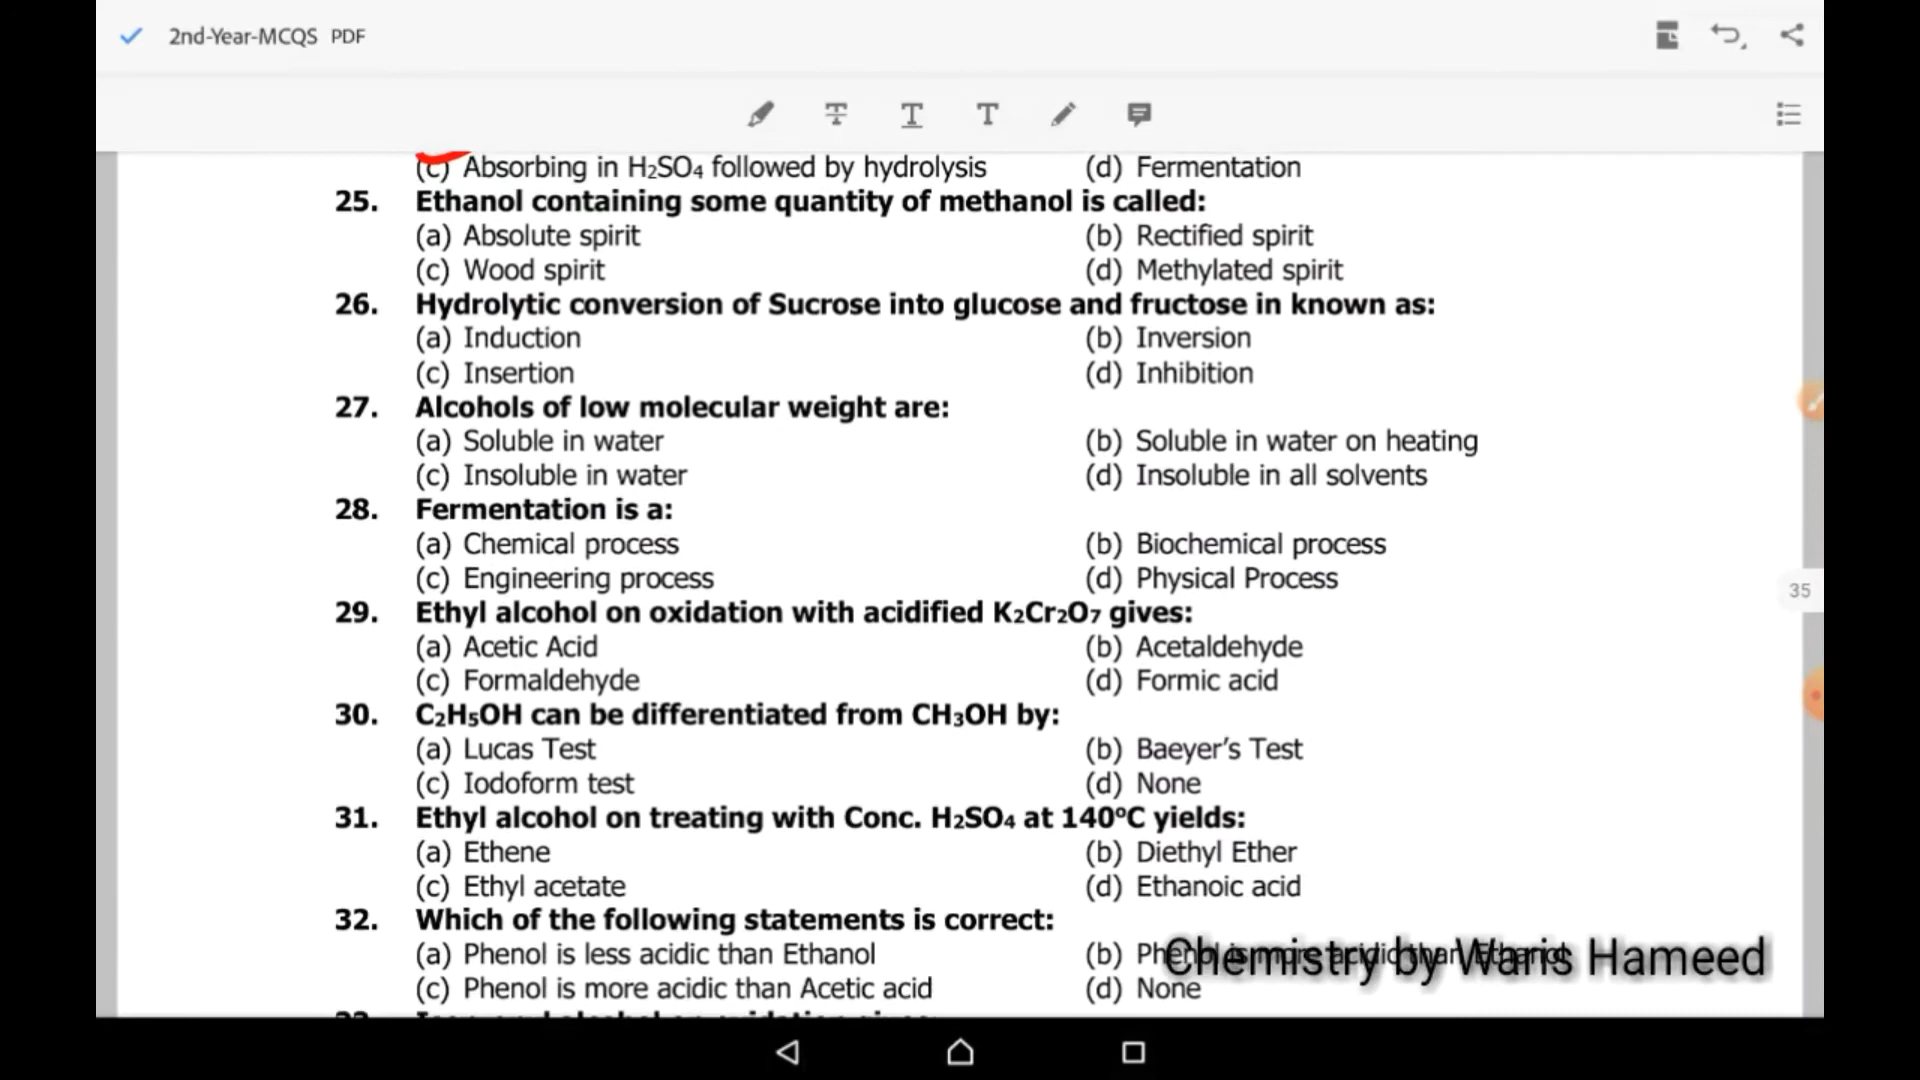 2nd-Year-MCQS PDF
(c) Absorbing in H₂SO₄ followed by hydrolysis (d) Fermentation
25. Ethanol containing some quantity of methanol is called:
(a) Absolute spirit (b) Rectified spirit
(c) Wood spirit (d) Methylated spirit
26. Hydrolytic conversion of Sucrose into glucose and fructose in known as:
(a) Induction (b) Inversion
(c) Insertion (d) Inhibition
27. Alcohols of low molecular weight are:
(a) Soluble in water (b) Soluble in water on heating
(c) Insoluble in water (d) Insoluble in all solvents
28. Fermentation is a:
(a) Chemical process (b) Biochemical process
(c) Engineering process (d) Physical Process
29. Ethyl alcohol on oxidation with acidified K₂Cr₂O₇ gives:
(a) Acetic Acid (b) Acetaldehyde
(c) Formaldehyde (d) Formic acid
35
30. C₂H₅OH can be differentiated from CH₃OH by:
(a) Lucas Test (b) Baeyer's Test
(c) Iodoform test (d) None
31. Ethyl alcohol on treating with Conc. H₂SO₄ at 140°C yields:
(a) Ethene (b) Diethyl Ether
(c) Ethyl acetate (d) Ethanoic acid
32. Which of the following statements is correct:
(a) Phenol is less acidic than Ethanol (b) Phenol is more acidic than Ethanol
Chemistry by Waris Hameed
(c) Phenol is more acidic than Acetic acid (d) None